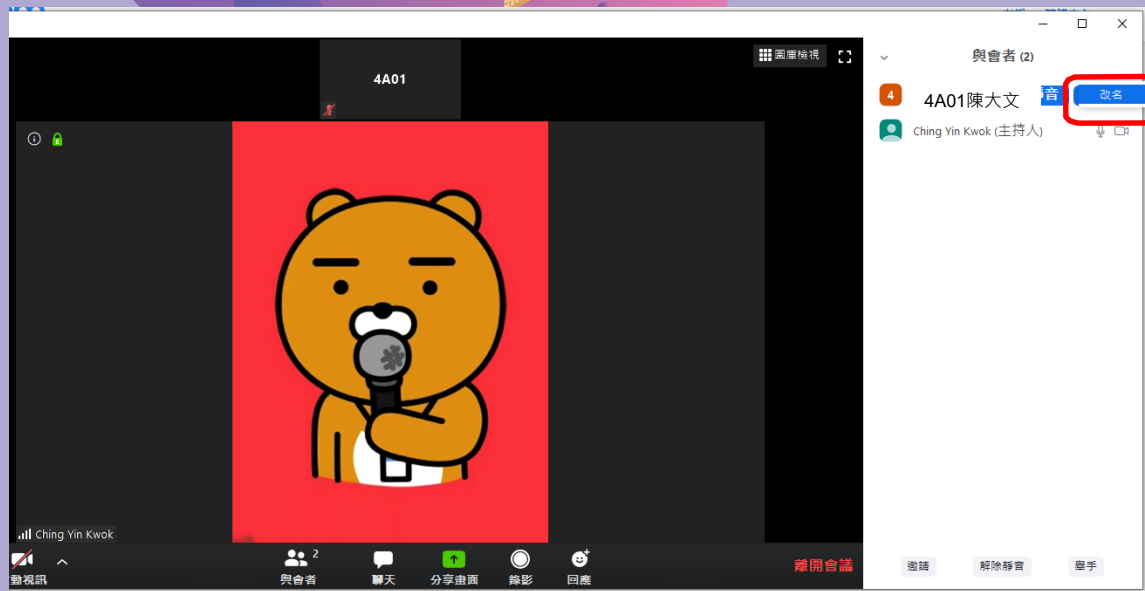 4A01
圖庫檢視
與會者 (2)
4
4A01陳大文
音
改名
Ching Yin Kwok (主持人)
Ching Yin Kwok
動視訊
2
與會者
聊天
分享畫面
錄影
回應
離開會議
邀請
解除靜音
舉手